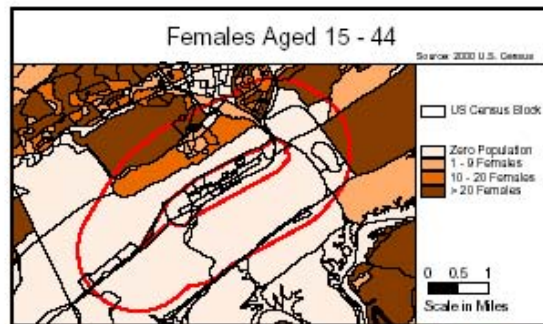 Females Aged 15 - 44
Source: 2000 U.S. Census
US Census Block
Zero Population
1 - 9 Females
10 - 20 Females
> 20 Females
0 0.5 1
Scale in Miles